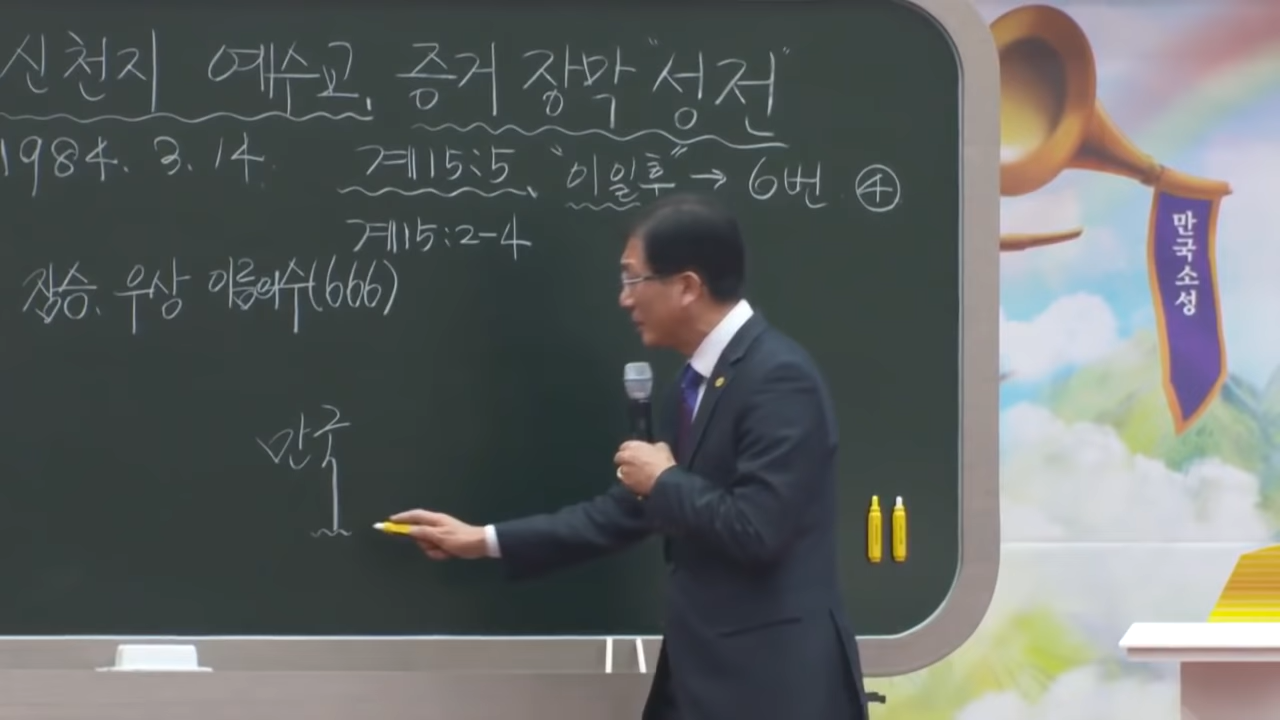 신천지 예수교, 증거장막 "성전"
1984. 3. 14. 계15:5 "이일후" → 6번 ④
계15:2-4
짐승, 우상 이름의수(666)
만국
만국소성